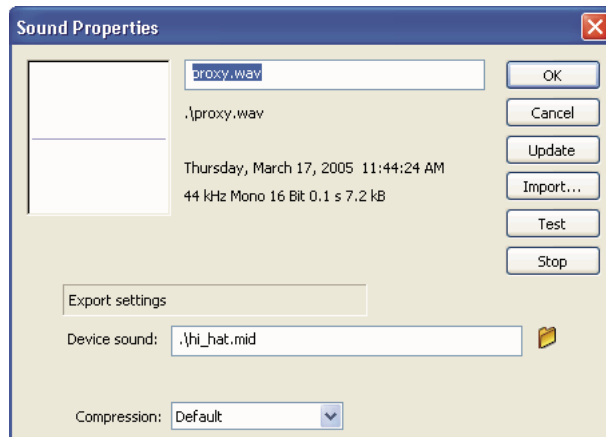 Sound Properties
proxy.wav
OK
.\proxy.wav
Cancel
Update
Thursday, March 17, 2005 11:44:24 AM
Import...
44 kHz Mono 16 Bit 0.1 s 7.2 kB
Test
Stop
Export settings
Device sound: .\hi_hat.mid
Compression: Default